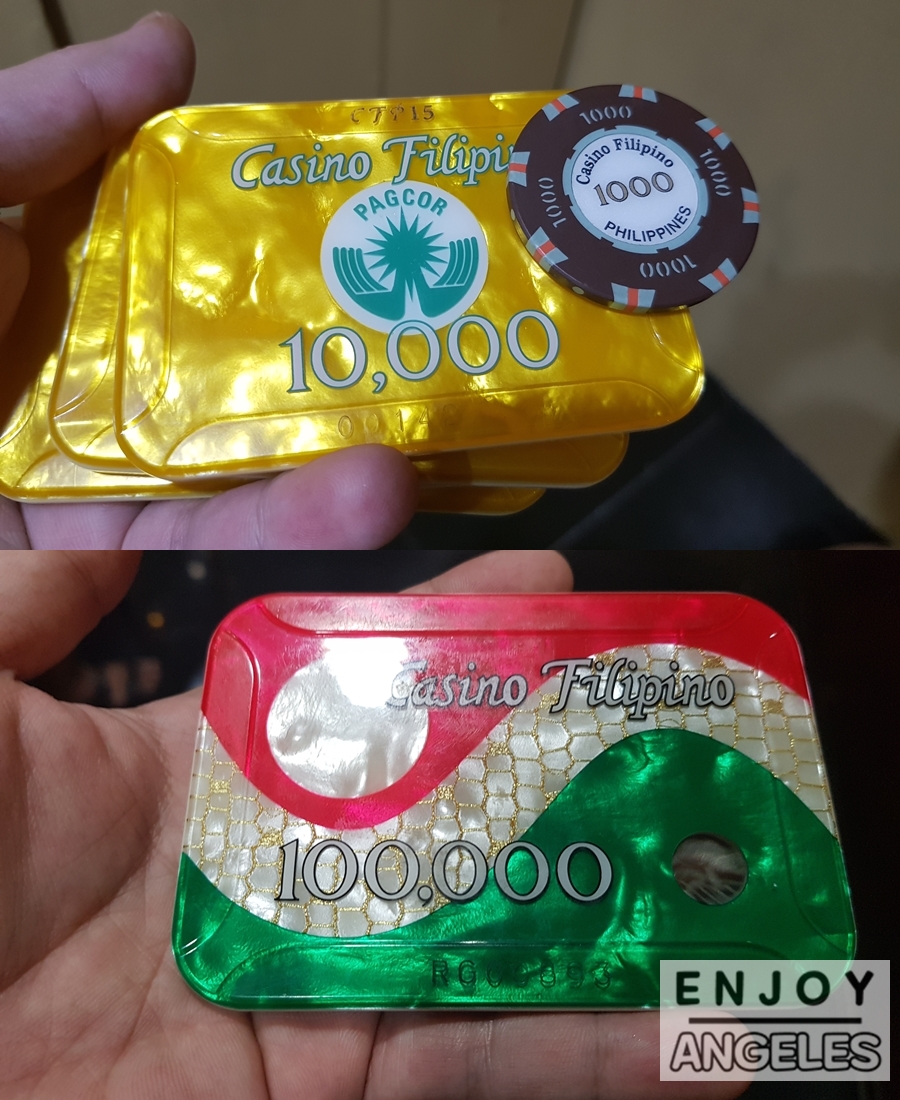 CTP15
Casino Filipi
PAGCOR
10,000
1000
1000
1000
1000
Casino Filipino
1000
PHILIPPINES
Casino Filipino
100,000
ENJOY
ANGELES